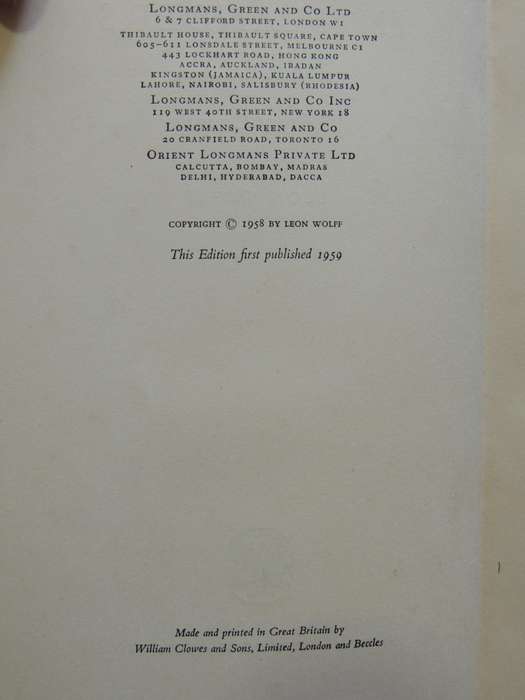 LONGMANS, GREEN AND CO LTD
6 & 7 CLIFFORD STREET, LONDON W1
THIBAULT HOUSE, THIBAULT SQUARE, CAPE TOWN
605–611 LONSDALE STREET, MELBOURNE C1
443 LOCKHART ROAD, HONG KONG
ACCRA, AUCKLAND, IBADAN
KINGSTON (JAMAICA), KUALA LUMPUR
LAHORE, NAIROBI, SALISBURY (RHODESIA)
LONGMANS, GREEN AND CO INC
119 WEST 40TH STREET, NEW YORK 18
LONGMANS, GREEN AND CO
20 CRANFIELD ROAD, TORONTO 16
ORIENT LONGMANS PRIVATE LTD
CALCUTTA, BOMBAY, MADRAS
DELHI, HYDERABAD, DACCA
COPYRIGHT © 1958 BY LEON WOLFF
This Edition first published 1959
Made and printed in Great Britain by
William Clowes and Sons, Limited, London and Beccles